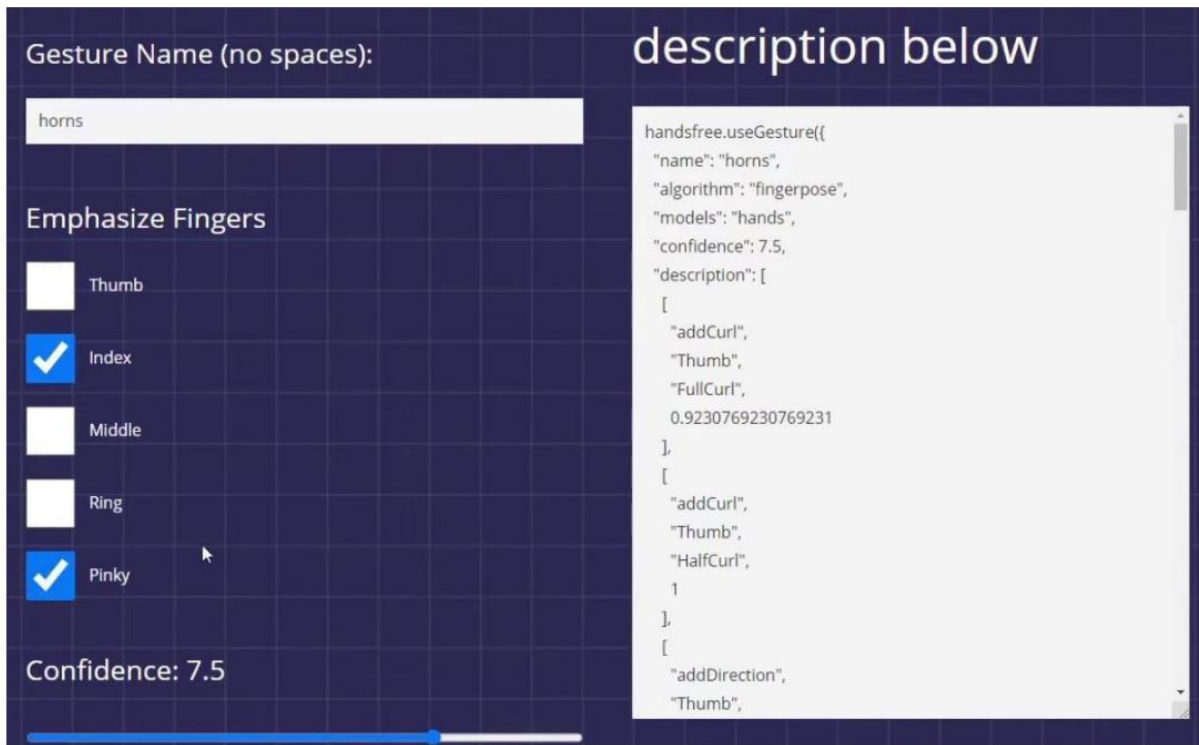 Gesture Name (no spaces):
horns
Emphasize Fingers
Thumb
Index
Middle
Ring
Pinky
Confidence: 7.5
description below
handsfree.useGesture({
"name": "horns",
"algorithm": "fingerpose",
"models": "hands",
"confidence": 7.5,
"description": [
[
"addCurl",
"Thumb",
"FullCurl",
0.9230769230769231
],
[
"addCurl",
"Thumb",
"HalfCurl",
1
],
[
"addDirection",
"Thumb",